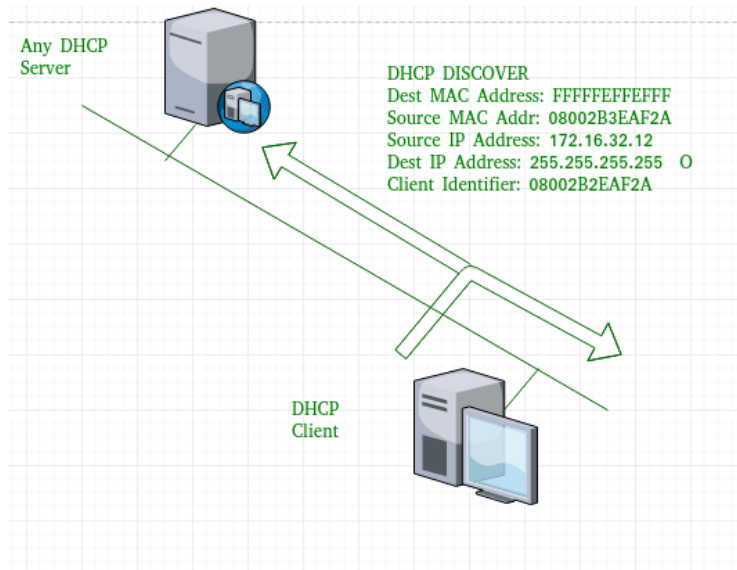 Any DHCP
Server
DHCP DISCOVER
Dest MAC Address: FFFFFEFFEFFF
Source MAC Addr: 08002B3EAF2A
Source IP Address: 172.16.32.12
Dest IP Address: 255.255.255.255 O
Client Identifier: 08002B2EAF2A
DHCP
Client